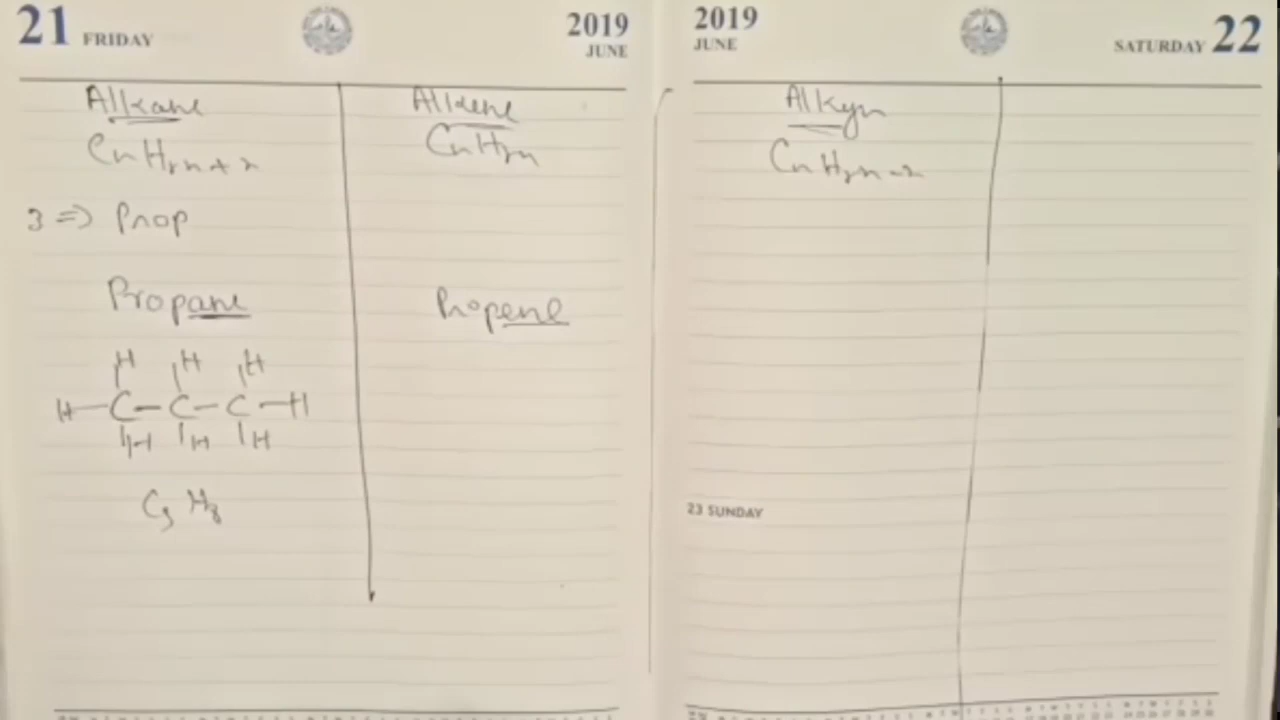 21 FRIDAY
2019
JUNE
Alkane
CnH2n+2
3 => Prop
Propane
H H H
H-C-C-C-H
H H H
C3H8
Alkene
CnH2n
Propene
2019
JUNE
SATURDAY 22
Alkyn
CnH2n-2
23 SUNDAY